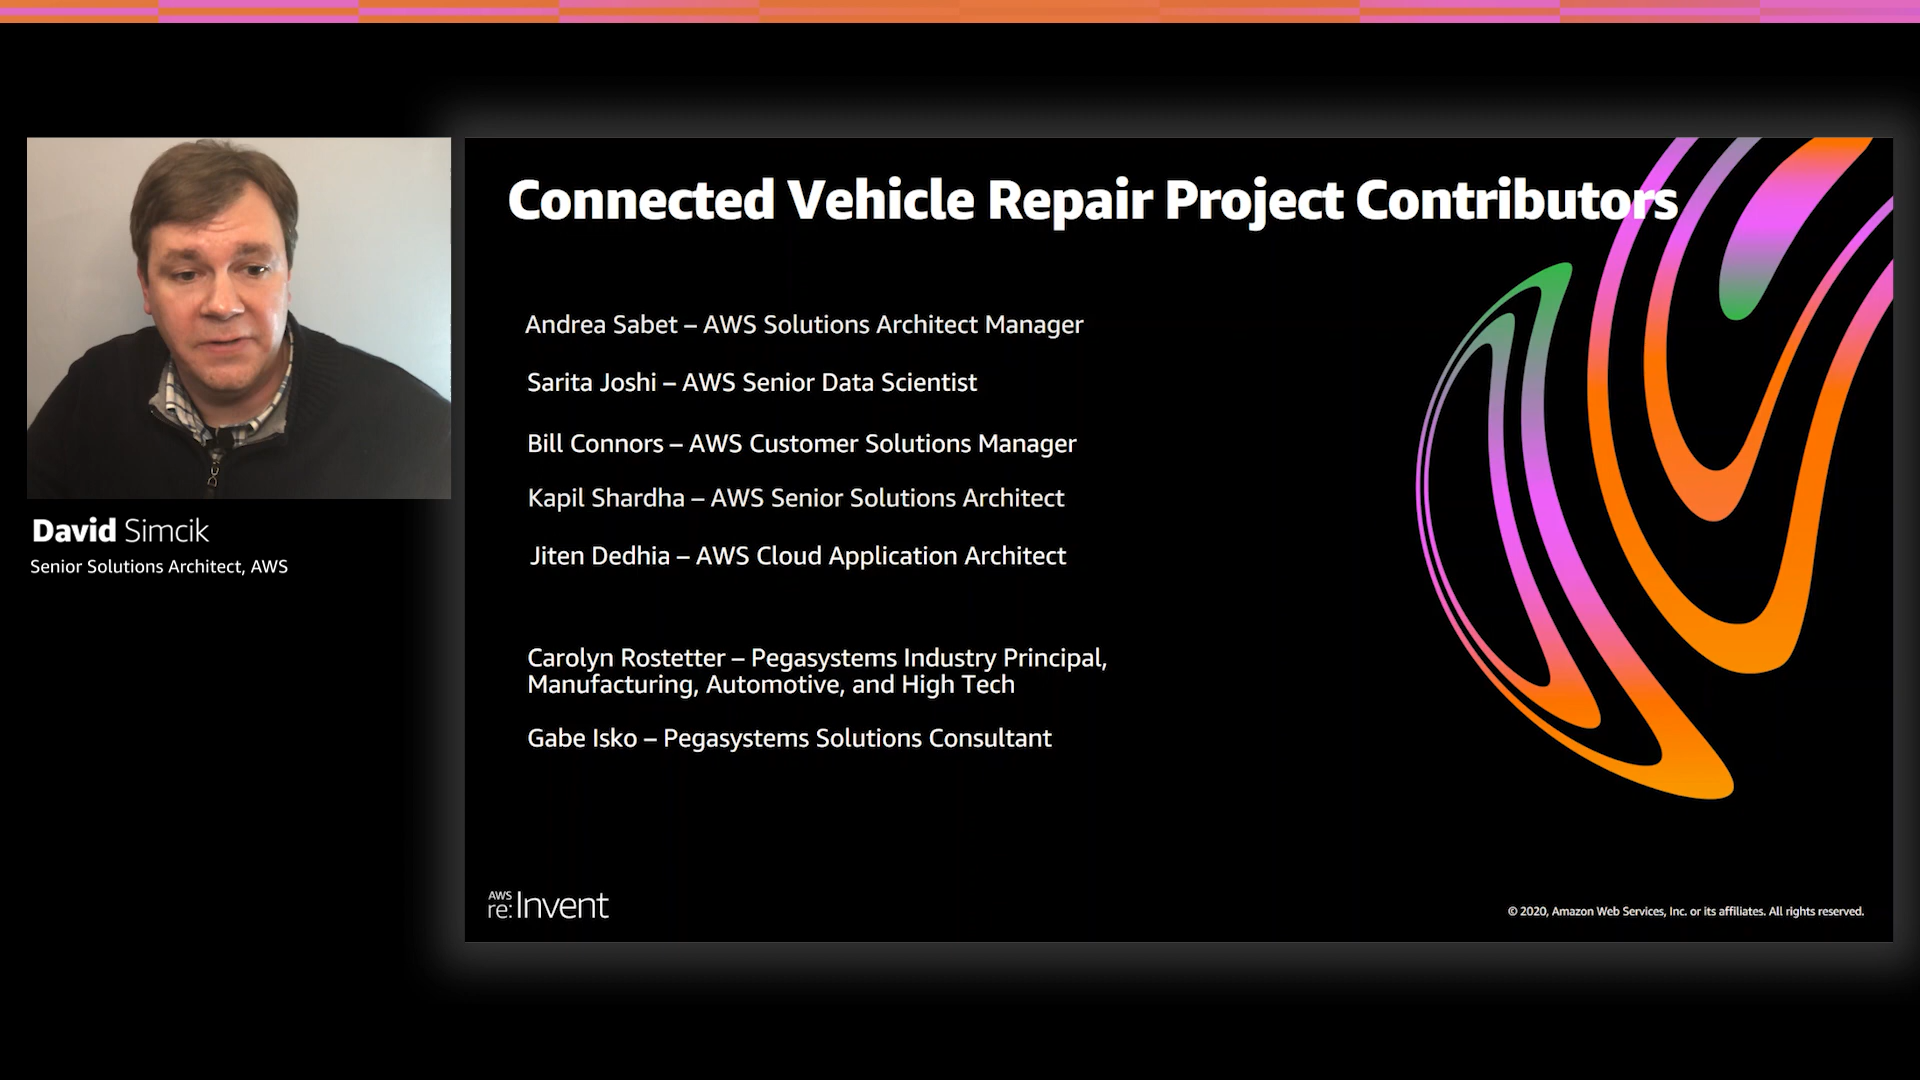 Connected Vehicle Repair Project Contributors
Andrea Sabet – AWS Solutions Architect Manager
Sarita Joshi – AWS Senior Data Scientist
Bill Connors – AWS Customer Solutions Manager
Kapil Shardha – AWS Senior Solutions Architect
Jiten Dedhia – AWS Cloud Application Architect
Carolyn Rostetter – Pegasystems Industry Principal,
Manufacturing, Automotive, and High Tech
Gabe Isko – Pegasystems Solutions Consultant
David Simcik
Senior Solutions Architect, AWS
AWS
re:Invent
© 2020, Amazon Web Services, Inc. or its affiliates. All rights reserved.